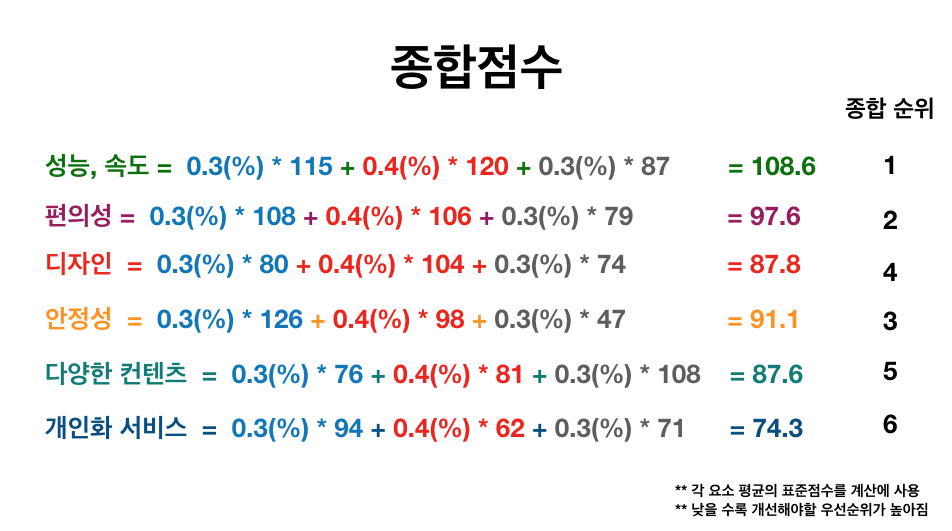 종합점수
종합 순위
성능, 속도 = 0.3(%) * 115 + 0.4(%) * 120 + 0.3(%) * 87 = 108.6 1
편의성 = 0.3(%) * 108 + 0.4(%) * 106 + 0.3(%) * 79 = 97.6 2
디자인 = 0.3(%) * 80 + 0.4(%) * 104 + 0.3(%) * 74 = 87.8 4
안정성 = 0.3(%) * 126 + 0.4(%) * 98 + 0.3(%) * 47 = 91.1 3
다양한 컨텐츠 = 0.3(%) * 76 + 0.4(%) * 81 + 0.3(%) * 108 = 87.6 5
개인화 서비스 = 0.3(%) * 94 + 0.4(%) * 62 + 0.3(%) * 71 = 74.3 6
** 각 요소 평균의 표준점수를 계산에 사용
** 낮을 수록 개선해야할 우선순위가 높아짐